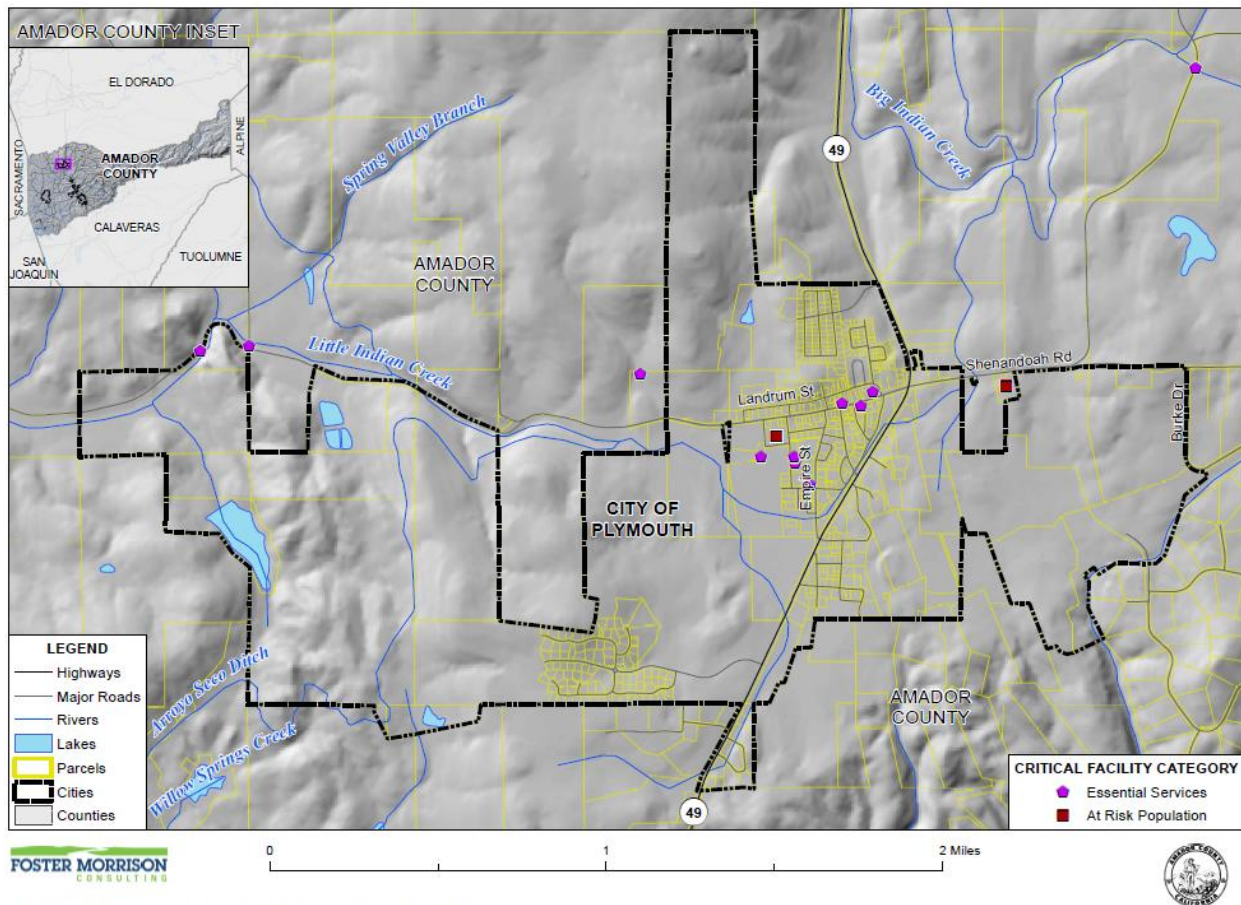 AMADOR COUNTY INSET
EL DORADO
ALPINE
SACRAMENTO
AMADOR
COUNTY
CALAVERAS
TUOLUMNE
SAN
JOAQUIN
Spring Valley Branch
Big Indian Creek
49
AMADOR
COUNTY
Little Indian Creek
Shenandoah Rd
Landrum St
Burke Dr
Empire St
CITY OF
PLYMOUTH
AMADOR
COUNTY
Arroyo Seco Ditch
Willow Springs Creek
49
LEGEND
Highways
Major Roads
Rivers
Lakes
Parcels
Cities
Counties
CRITICAL FACILITY CATEGORY
Essential Services
At Risk Population
FOSTER MORRISON
CONSULTING
0
1
2 Miles
AMADOR COUNTY
CALIFORNIA